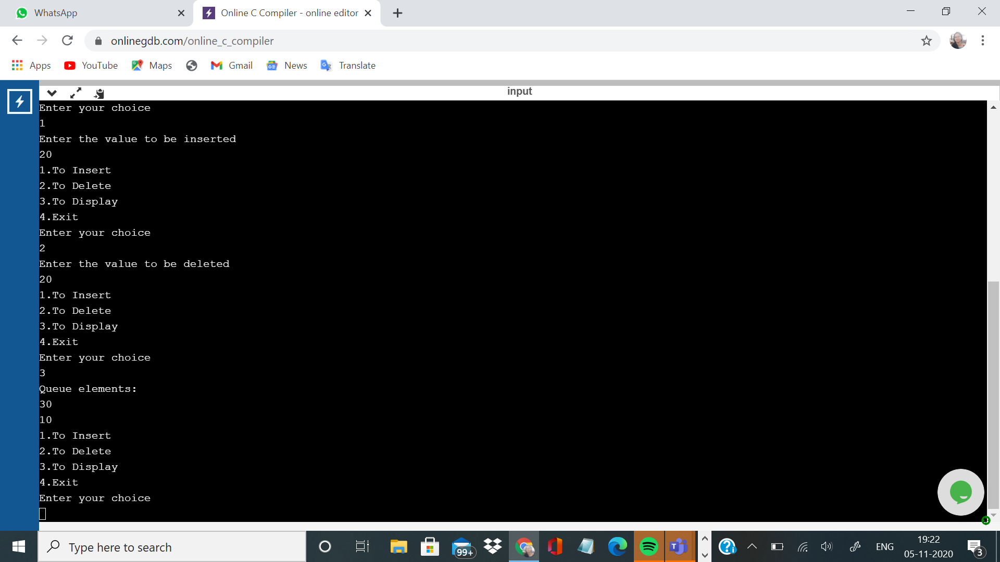 WhatsApp
Online C Compiler - online editor
onlinegdb.com/online_c_compiler
Apps YouTube Maps Gmail News Translate
input
Enter your choice
1
Enter the value to be inserted
20
1.To Insert
2.To Delete
3.To Display
4.Exit
Enter your choice
2
Enter the value to be deleted
20
1.To Insert
2.To Delete
3.To Display
4.Exit
Enter your choice
3
Queue elements:
30
10
1.To Insert
2.To Delete
3.To Display
4.Exit
Enter your choice
Type here to search
99+
ENG
19:22
05-11-2020
3